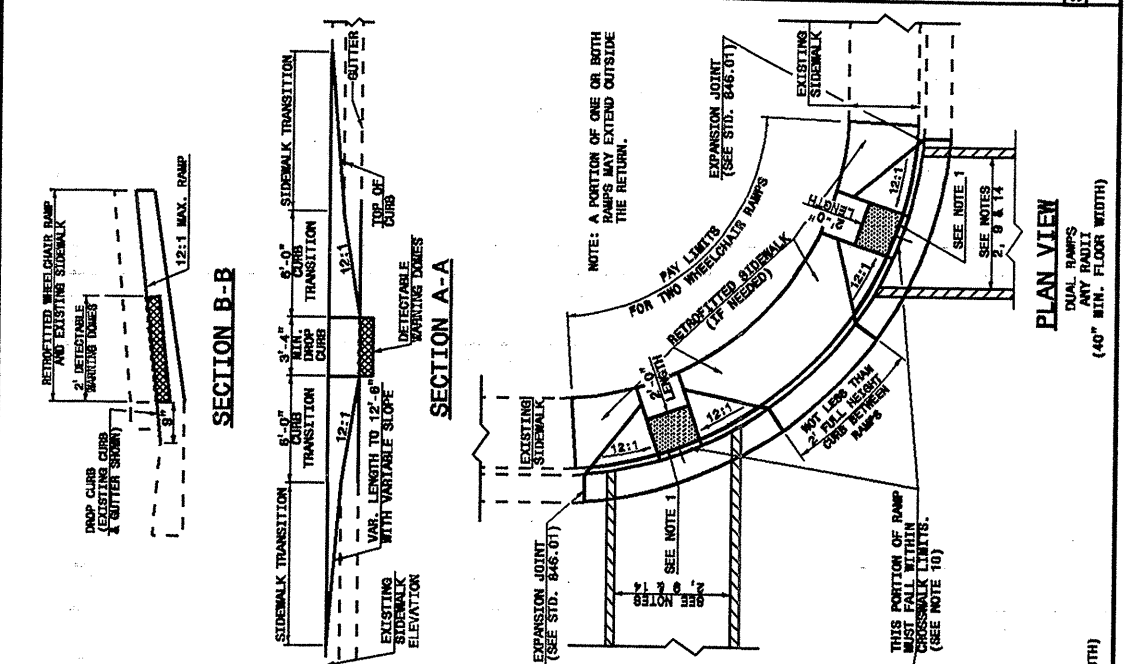 RETROFITTED WHEELCHAIR RAMP
AND EXISTING SIDEWALK
2' DETECTABLE
WARNING DOMES
DROP CURB
(EXISTING CURB
& GUTTER SHOWN)
12:1 MAX. RAMP
SECTION B-B
SIDEWALK TRANSITION
6'-0"
CURB
TRANSITION
3'-4"
MIN.
DROP
CURB
6'-0"
CURB
TRANSITION
SIDEWALK TRANSITION
12:1
12:1
GUTTER
TOP OF
CURB
DETECTABLE
WARNING DOMES
VAR. LENGTH TO 12'-6"
WITH VARIABLE SLOPE
EXISTING
SIDEWALK
ELEVATION
SECTION A-A
NOTE: A PORTION OF ONE OR BOTH
RAMPS MAY EXTEND OUTSIDE
THE RETURN.
EXPANSION JOINT
(SEE STD. 846.01)
EXISTING
SIDEWALK
PAY LIMITS
FOR TWO WHEELCHAIR RAMPS
RETROFITTED SIDEWALK
(IF NEEDED)
2'-0"
LENGTH
12:1
12:1
SEE NOTE 1
SEE NOTES
2, 9 & 14
EXISTING
SIDEWALK
2'-0"
LENGTH
12:1
12:1
NOT LESS THAN
2' FULL HEIGHT
CURB BETWEEN
RAMPS
SEE NOTE 1
SEE NOTES
2, 9 & 14
EXPANSION JOINT
(SEE STD. 846.01)
THIS PORTION OF RAMP
MUST FALL WITHIN
CROSSWALK LIMITS.
(SEE NOTE 10)
PLAN VIEW
DUAL RAMPS
ANY RADII
(40" MIN. FLOOR WIDTH)